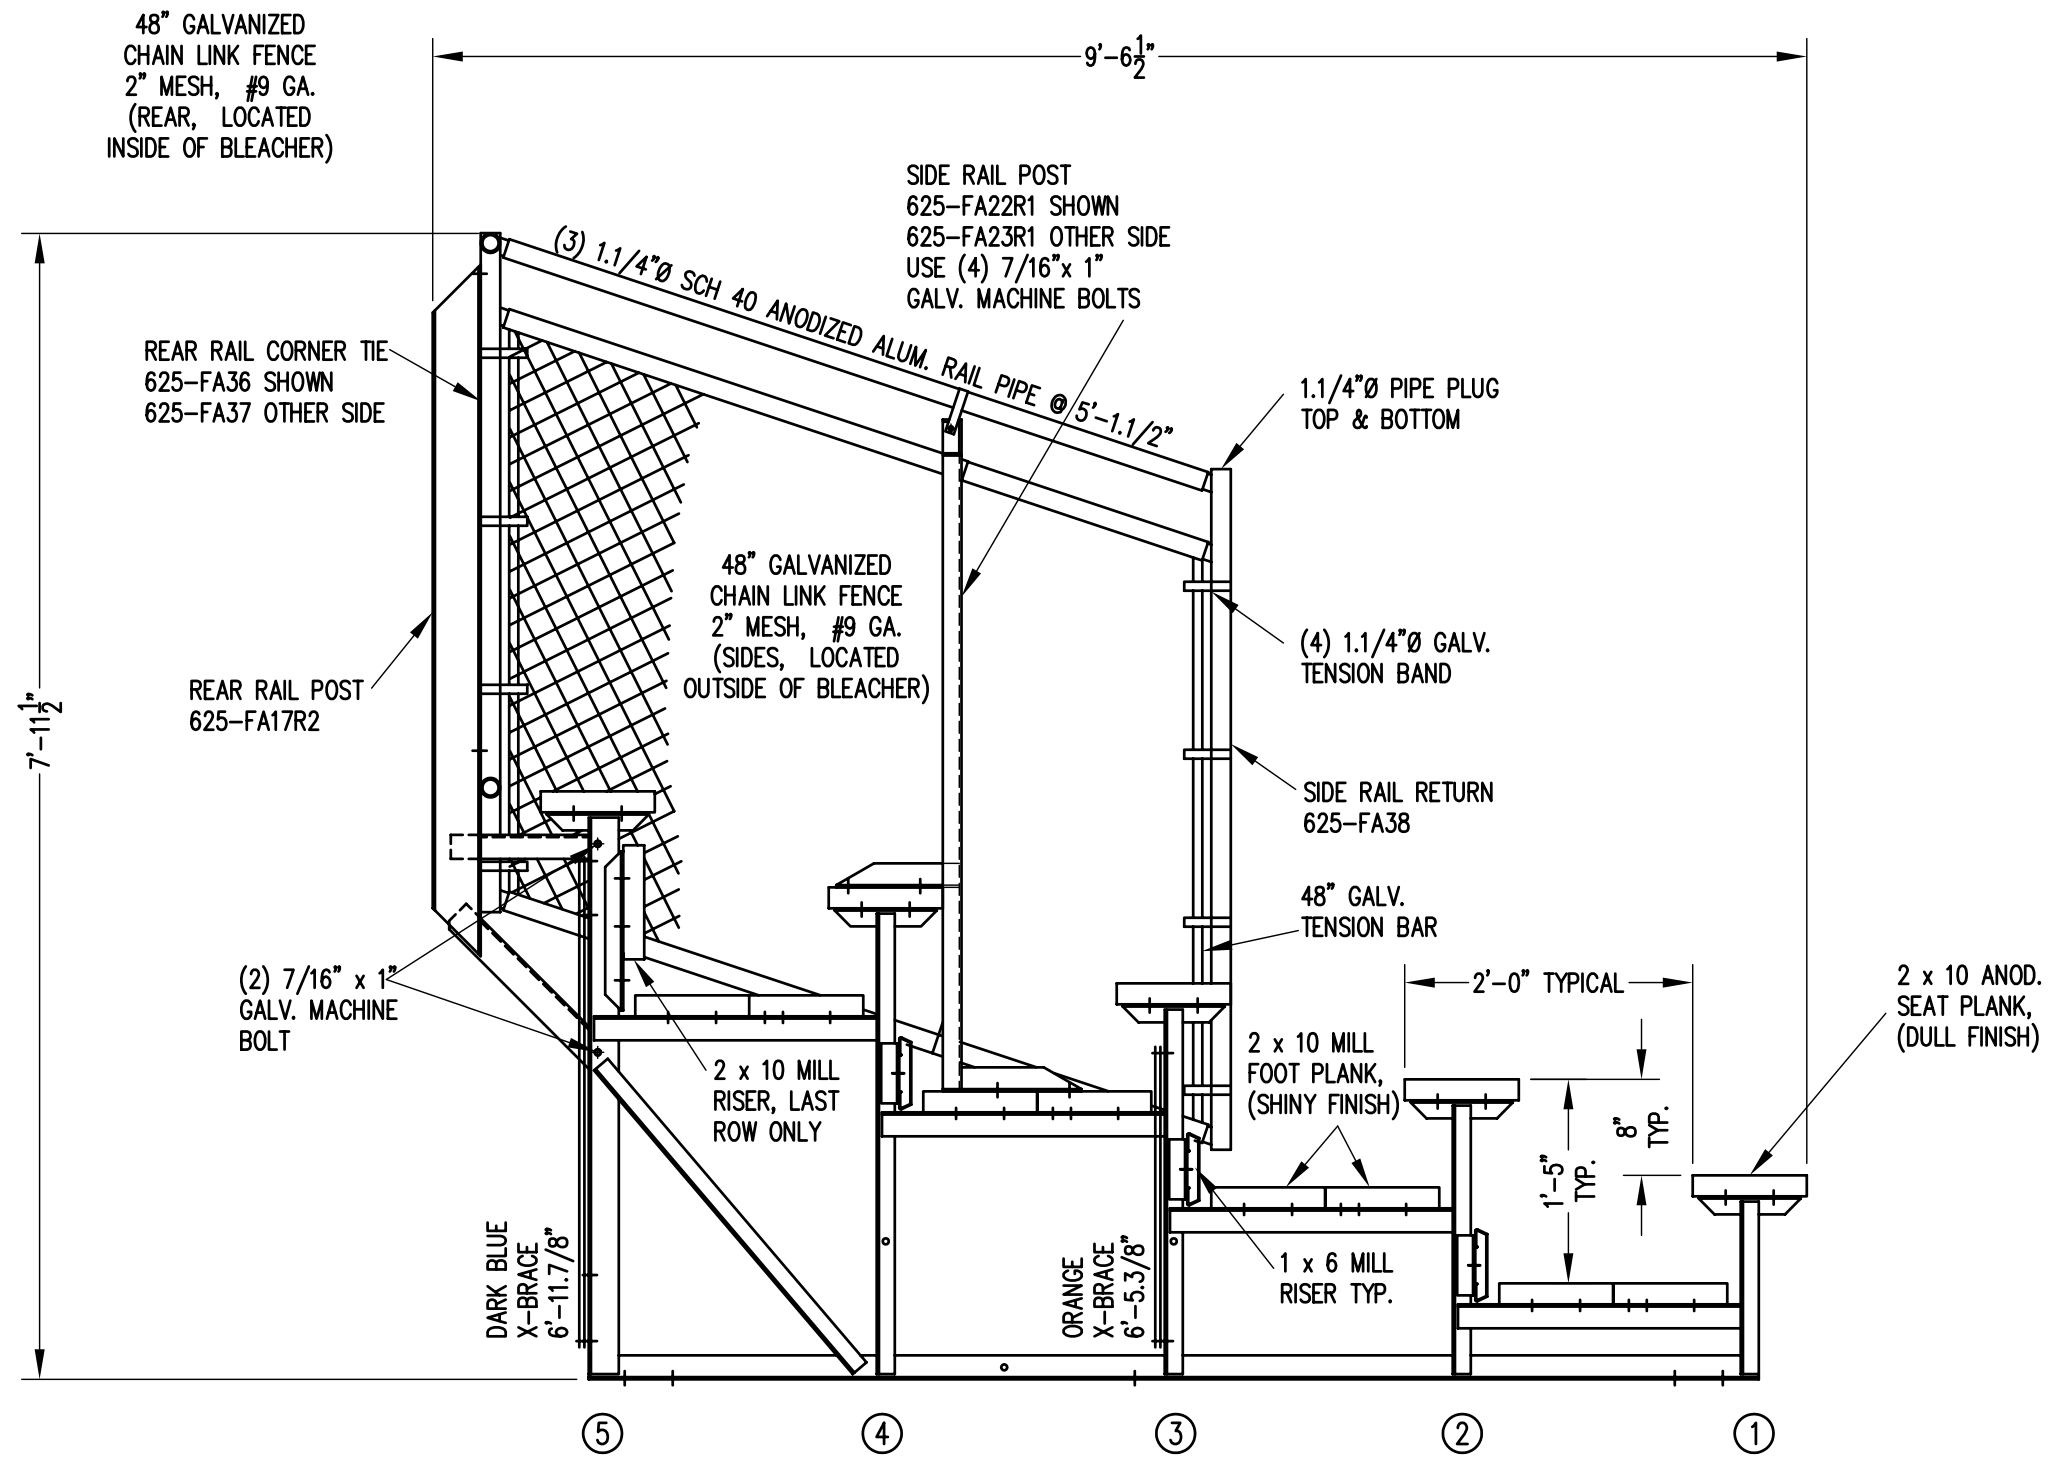 48" GALVANIZED
CHAIN LINK FENCE
2" MESH, #9 GA.
(REAR, LOCATED
INSIDE OF BLEACHER)
9'-6 1/2"
SIDE RAIL POST
625-FA22R1 SHOWN
625-FA23R1 OTHER SIDE
USE (4) 7/16"x 1"
GALV. MACHINE BOLTS
(3) 1.1/4"Ø SCH 40 ANODIZED ALUM. RAIL PIPE @ 5'-1.1/2"
REAR RAIL CORNER TIE
625-FA36 SHOWN
625-FA37 OTHER SIDE
1.1/4"Ø PIPE PLUG
TOP & BOTTOM
48" GALVANIZED
CHAIN LINK FENCE
2" MESH, #9 GA.
(SIDES, LOCATED
OUTSIDE OF BLEACHER)
(4) 1.1/4"Ø GALV.
TENSION BAND
REAR RAIL POST
625-FA17R2
7'-11 1/2"
SIDE RAIL RETURN
625-FA38
48" GALV.
TENSION BAR
(2) 7/16" x 1"
GALV. MACHINE
BOLT
2'-0" TYPICAL
2 x 10 ANOD.
SEAT PLANK,
(DULL FINISH)
2 x 10 MILL
RISER, LAST
ROW ONLY
2 x 10 MILL
FOOT PLANK,
(SHINY FINISH)
8"
TYP.
1'-5"
TYP.
DARK BLUE
X-BRACE
6'-11.7/8"
ORANGE
X-BRACE
6'-5.3/8"
1 x 6 MILL
RISER TYP.
5
4
3
2
1